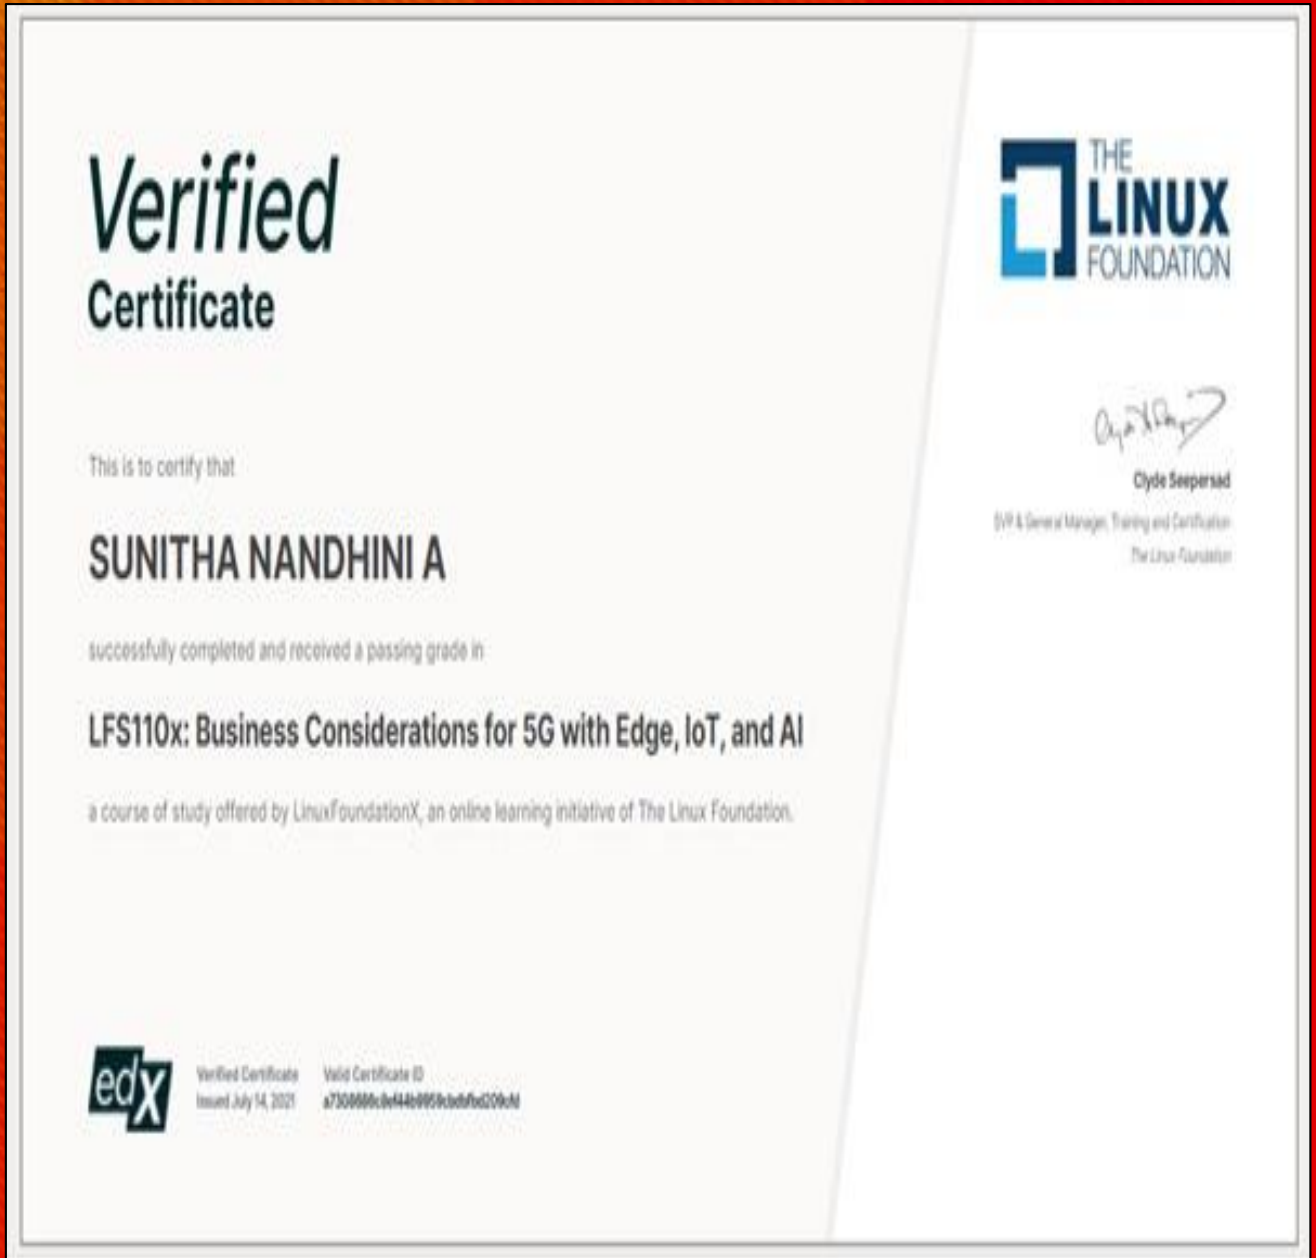 Verified
Certificate
This is to certify that
SUNITHA NANDHINI A
successfully completed and received a passing grade in
LFS110x: Business Considerations for 5G with Edge, IoT, and AI
a course of study offered by LinuxFoundationX, an online learning initiative of The Linux Foundation.
edX
Verified Certificate
Issued July 14, 2021
Valid Certificate ID
THE
LINUX
FOUNDATION
Clyde Seepersad
SVP & General Manager, Training and Certification
The Linux Foundation